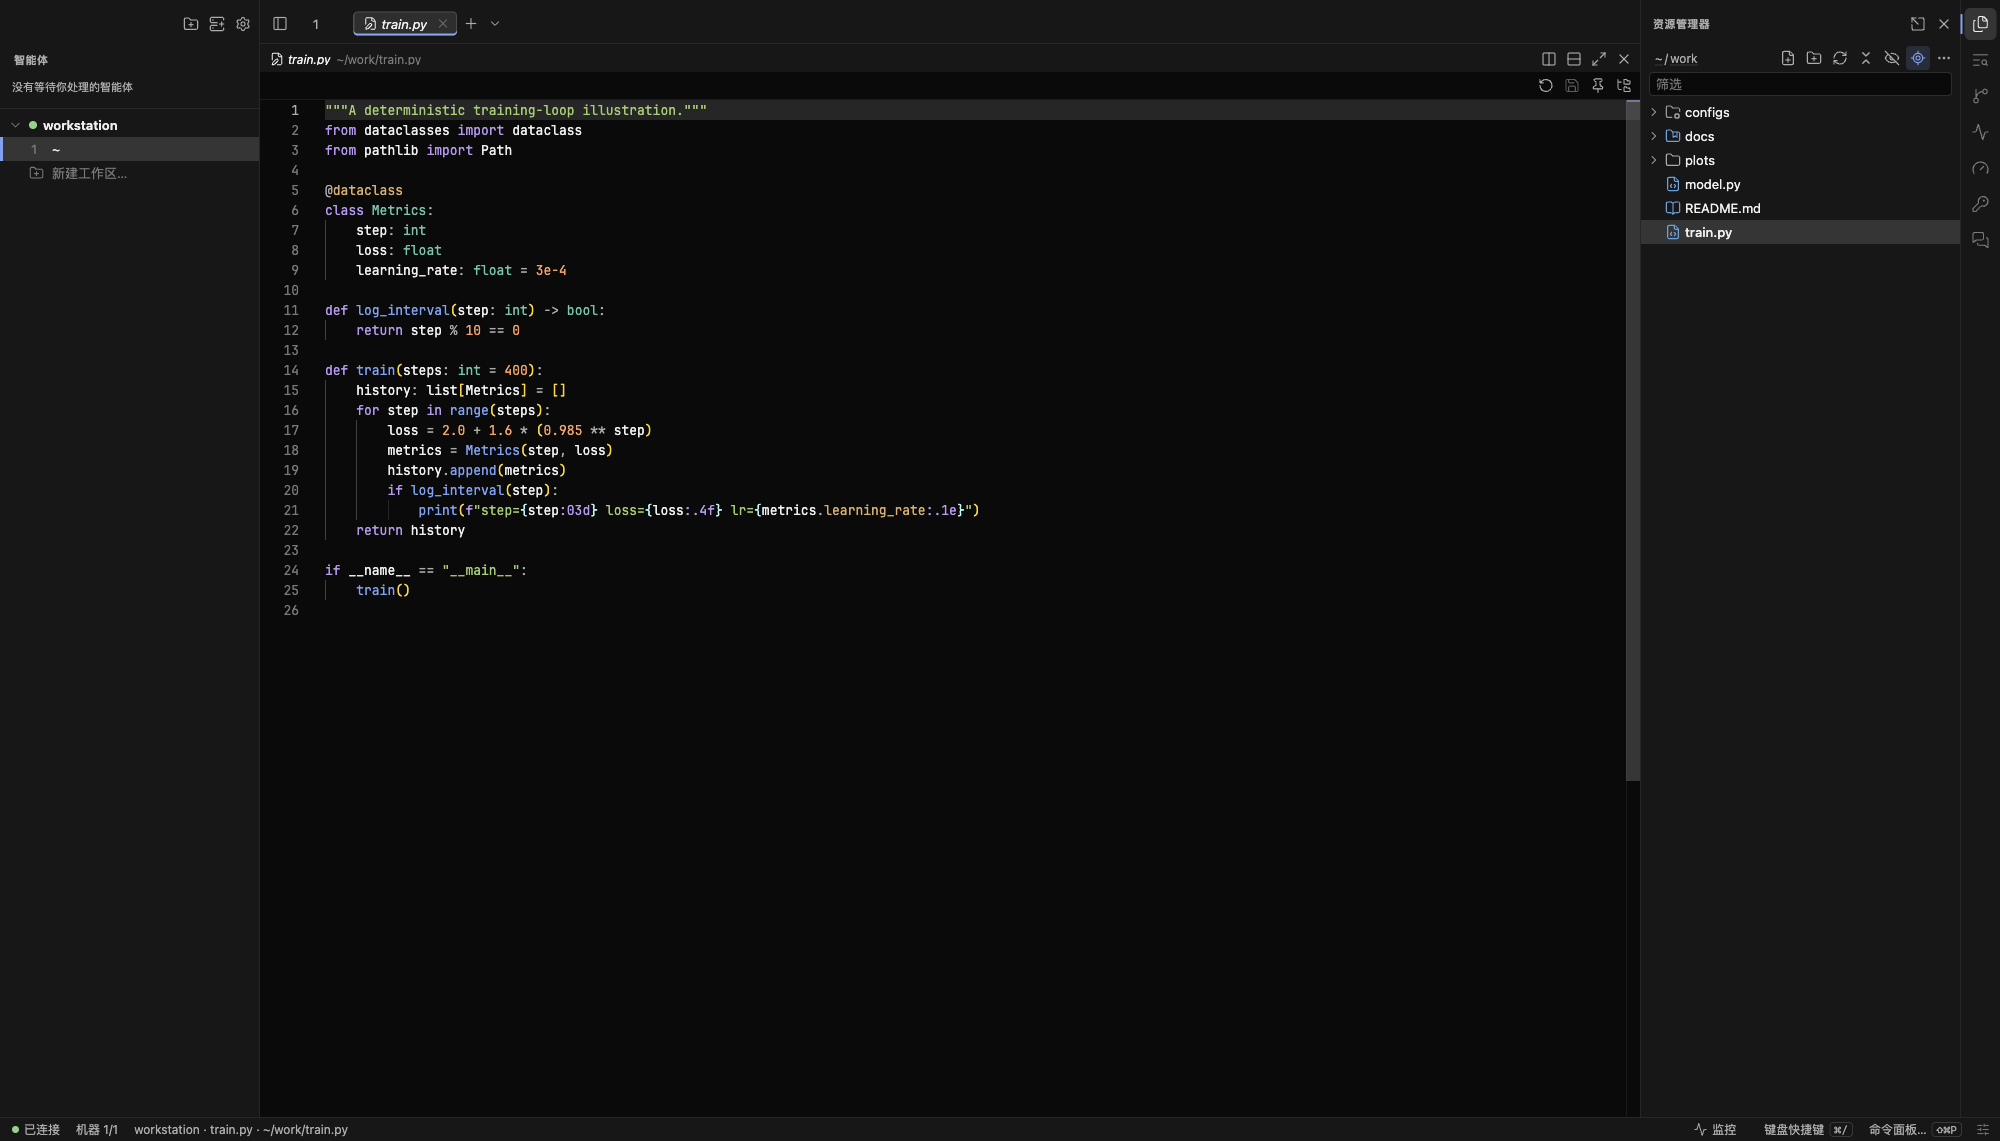 智能体
没有等待你处理的智能体
workstation
1 ~
新建工作区...
1
train.py
train.py ~/work/train.py
1 """A deterministic training-loop illustration."""
2 from dataclasses import dataclass
3 from pathlib import Path
4
5 @dataclass
6 class Metrics:
7     step: int
8     loss: float
9     learning_rate: float = 3e-4
10
11 def log_interval(step: int) -> bool:
12     return step % 10 == 0
13
14 def train(steps: int = 400):
15     history: list[Metrics] = []
16     for step in range(steps):
17         loss = 2.0 + 1.6 * (0.985 ** step)
18         metrics = Metrics(step, loss)
19         history.append(metrics)
20         if log_interval(step):
21             print(f"step={step:03d} loss={loss:.4f} lr={metrics.learning_rate:.1e}")
22     return history
23
24 if __name__ == "__main__":
25     train()
26
资源管理器
~/work
筛选
configs
docs
plots
model.py
README.md
train.py
已连接 机器 1/1 workstation · train.py · ~/work/train.py
监控 键盘快捷键 ⌘/ 命令面板... ⇧⌘P